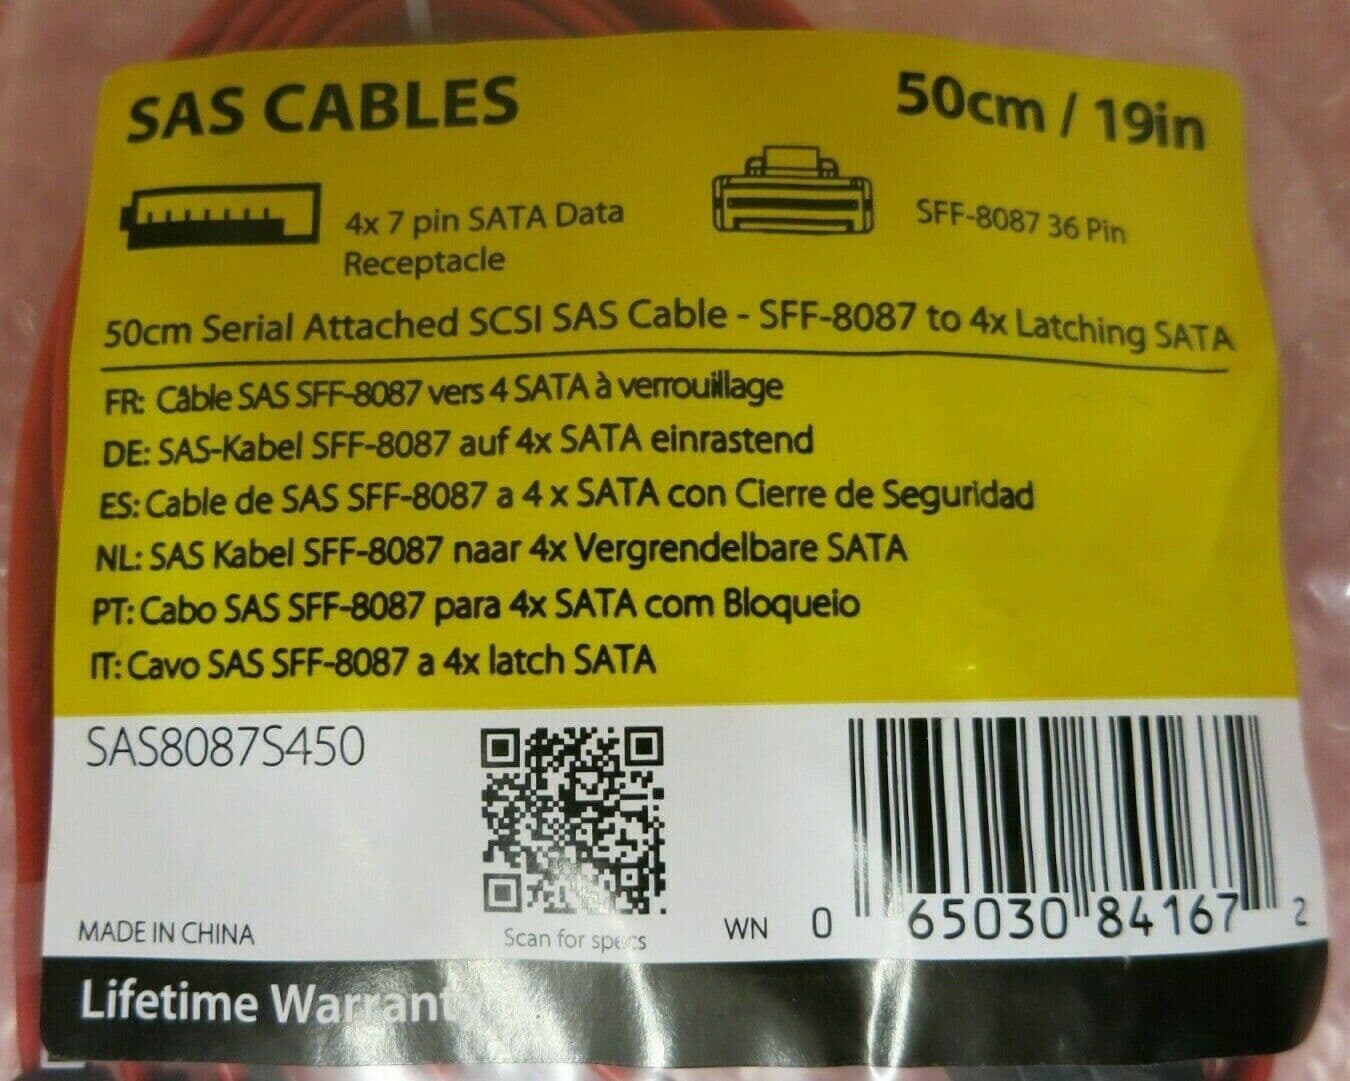 SAS CABLES
50cm / 19in
4x 7 pin SATA Data
Receptacle
SFF-8087 36 Pin
50cm Serial Attached SCSI SAS Cable - SFF-8087 to 4x Latching SATA
FR: Câble SAS SFF-8087 vers 4 SATA à verrouillage
DE: SAS-Kabel SFF-8087 auf 4x SATA einrastend
ES: Cable de SAS SFF-8087 a 4 x SATA con Cierre de Seguridad
NL: SAS Kabel SFF-8087 naar 4x Vergrendelbare SATA
PT: Cabo SAS SFF-8087 para 4x SATA com Bloqueio
IT: Cavo SAS SFF-8087 a 4x latch SATA
SAS8087S450
MADE IN CHINA
Scan for specs
WN 0 65030 84167 2
Lifetime Warranty